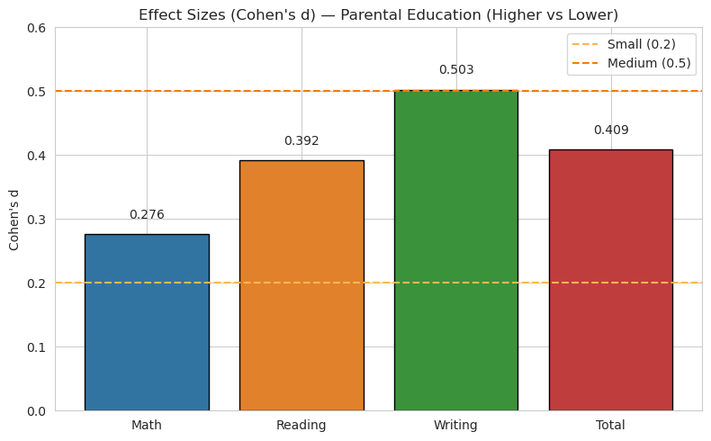 Effect Sizes (Cohen's d) — Parental Education (Higher vs Lower)
Small (0.2)
Medium (0.5)
Cohen's d
0.6
0.5
0.4
0.3
0.2
0.1
0.0
0.276
0.392
0.503
0.409
Math Reading Writing Total